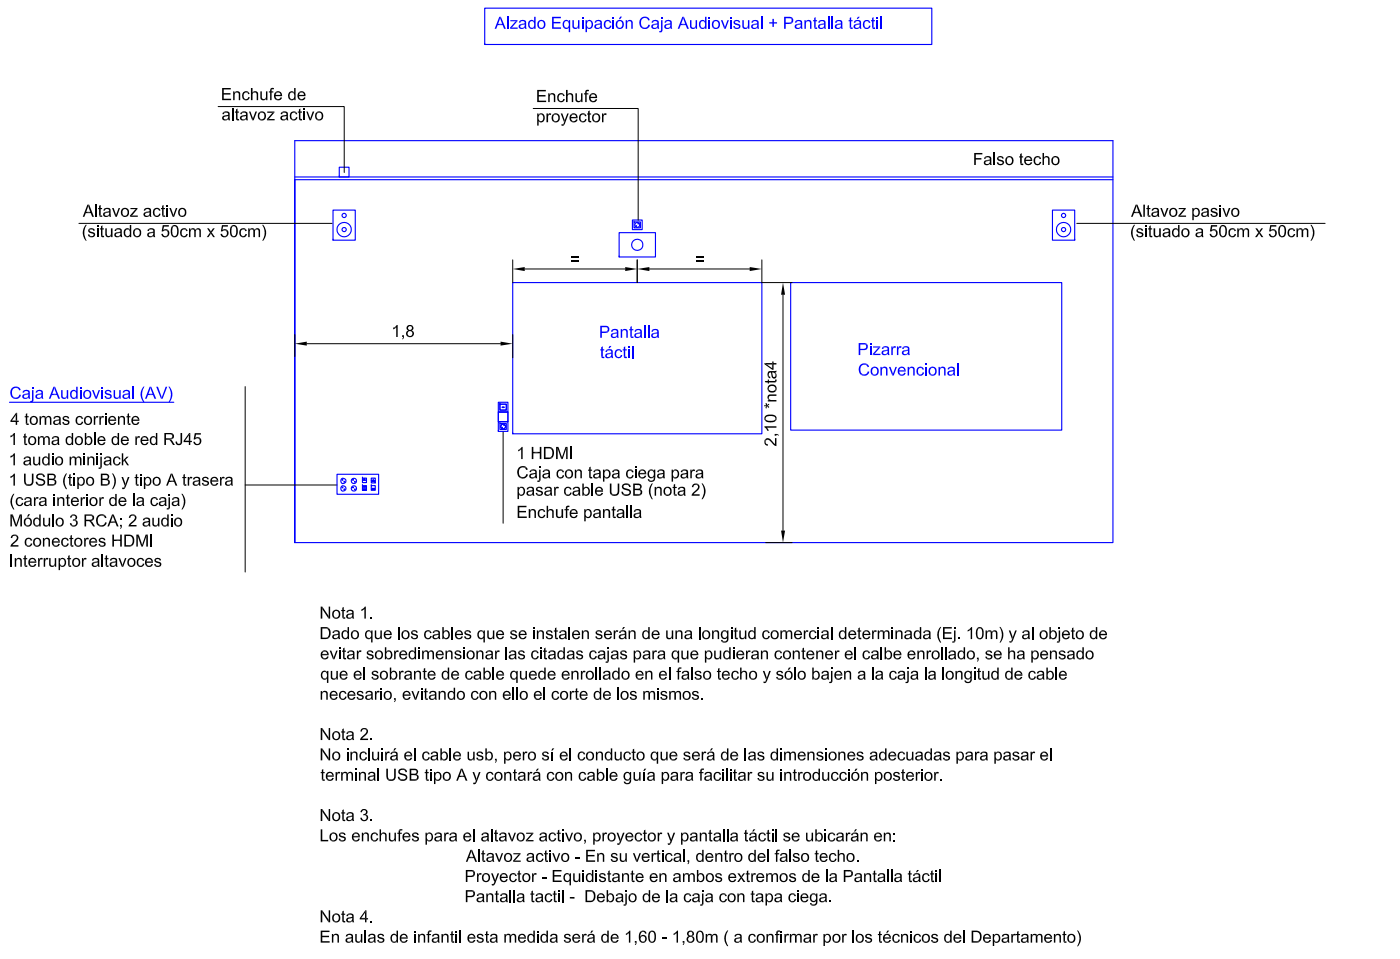 Alzado Equipación Caja Audiovisual + Pantalla táctil
Enchufe de
altavoz activo
Enchufe
proyector
Falso techo
Altavoz activo
(situado a 50cm x 50cm)
Altavoz pasivo
(situado a 50cm x 50cm)
=
=
1,8
Pantalla
táctil
2,10 *nota4
Pizarra
Convencional
Caja Audiovisual (AV)
4 tomas corriente
1 toma doble de red RJ45
1 audio minijack
1 USB (tipo B) y tipo A trasera
(cara interior de la caja)
Módulo 3 RCA; 2 audio
2 conectores HDMI
Interruptor altavoces
1 HDMI
Caja con tapa ciega para
pasar cable USB (nota 2)
Enchufe pantalla
Nota 1.
Dado que los cables que se instalen serán de una longitud comercial determinada (Ej. 10m) y al objeto de
evitar sobredimensionar las citadas cajas para que pudieran contener el calbe enrollado, se ha pensado
que el sobrante de cable quede enrollado en el falso techo y sólo bajen a la caja la longitud de cable
necesario, evitando con ello el corte de los mismos.
Nota 2.
No incluirá el cable usb, pero sí el conducto que será de las dimensiones adecuadas para pasar el
terminal USB tipo A y contará con cable guía para facilitar su introducción posterior.
Nota 3.
Los enchufes para el altavoz activo, proyector y pantalla táctil se ubicarán en:
Altavoz activo - En su vertical, dentro del falso techo.
Proyector - Equidistante en ambos extremos de la Pantalla táctil
Pantalla tactil - Debajo de la caja con tapa ciega.
Nota 4.
En aulas de infantil esta medida será de 1,60 - 1,80m ( a confirmar por los técnicos del Departamento)